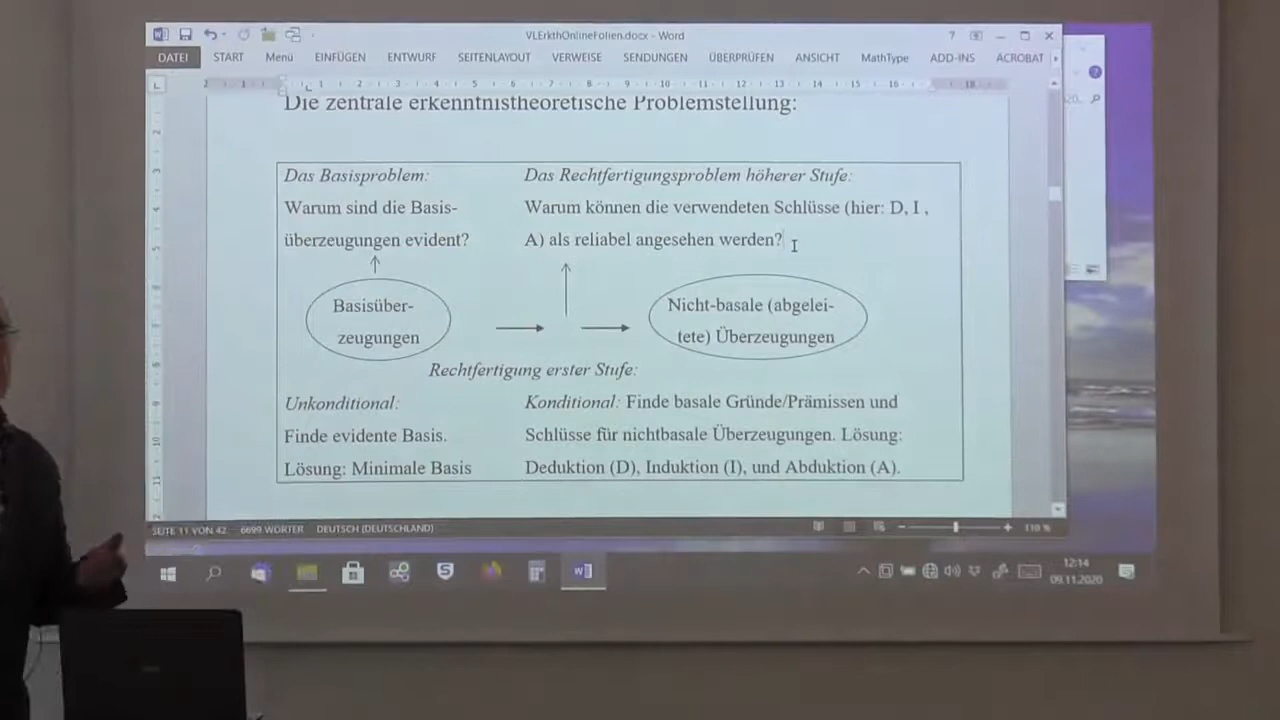 VLErkthOnlineFolien.docx - Word
DATEI START Menü EINFÜGEN ENTWURF SEITENLAYOUT VERWEISE SENDUNGEN ÜBERPRÜFEN ANSICHT MathType ADD-INS ACROBAT
Die zentrale erkenntnistheoretische Problemstellung:
Das Basisproblem:
Warum sind die Basis-
überzeugungen evident?
Das Rechtfertigungsproblem höherer Stufe:
Warum können die verwendeten Schlüsse (hier: D, I ,
A) als reliabel angesehen werden?
Basisüber-
zeugungen
Nicht-basale (abgelei-
tete) Überzeugungen
Rechtfertigung erster Stufe:
Unkonditional:
Finde evidente Basis.
Lösung: Minimale Basis
Konditional: Finde basale Gründe/Prämissen und
Schlüsse für nichtbasale Überzeugungen. Lösung:
Deduktion (D), Induktion (I), und Abduktion (A).
SEITE 11 VON 42 6699 WÖRTER DEUTSCH (DEUTSCHLAND) 110 %
12:14
09.11.2020